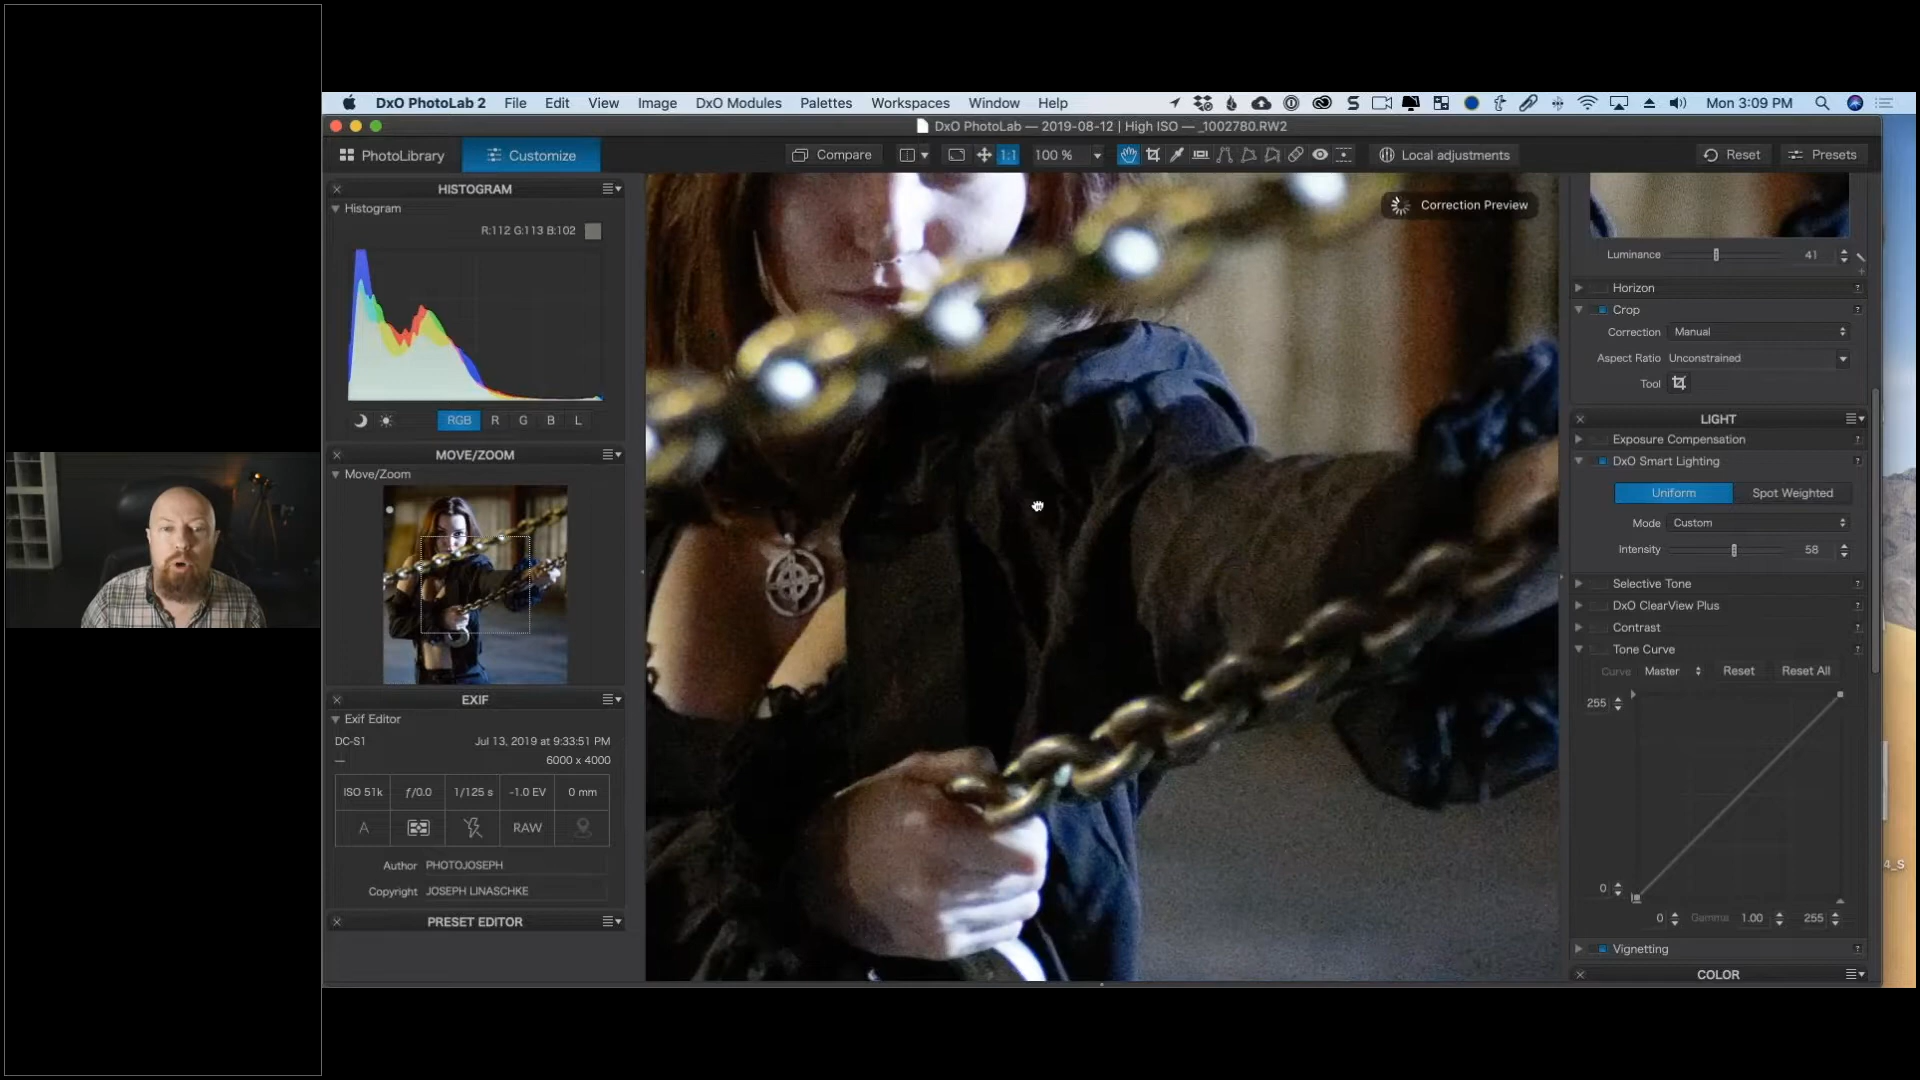 DxO PhotoLab 2 File Edit View Image DxO Modules Palettes Workspaces Window Help Mon 3:09 PM
DxO PhotoLab — 2019-08-12 | High ISO — _1002780.RW2
PhotoLibrary Customize Compare 1:1 100 % Local adjustments Reset Presets
HISTOGRAM
Histogram
R:112 G:113 B:102
RGB R G B L
MOVE/ZOOM
Move/Zoom
EXIF
Exif Editor
DC-S1 Jul 13, 2019 at 9:33:51 PM
— 6000 x 4000
ISO 51k ƒ/0.0 1/125 s -1.0 EV 0 mm
A RAW
Author PHOTOJOSEPH
Copyright JOSEPH LINASCHKE
PRESET EDITOR
Correction Preview
Luminance 41
Horizon ?
Crop ?
Correction Manual
Aspect Ratio Unconstrained
Tool
LIGHT
Exposure Compensation ?
DxO Smart Lighting ?
Uniform Spot Weighted
Mode Custom
Intensity 58
Selective Tone ?
DxO ClearView Plus ?
Contrast ?
Tone Curve ?
Curve Master Reset Reset All
255
0
0 Gamma 1.00 255
Vignetting ?
COLOR
4_S